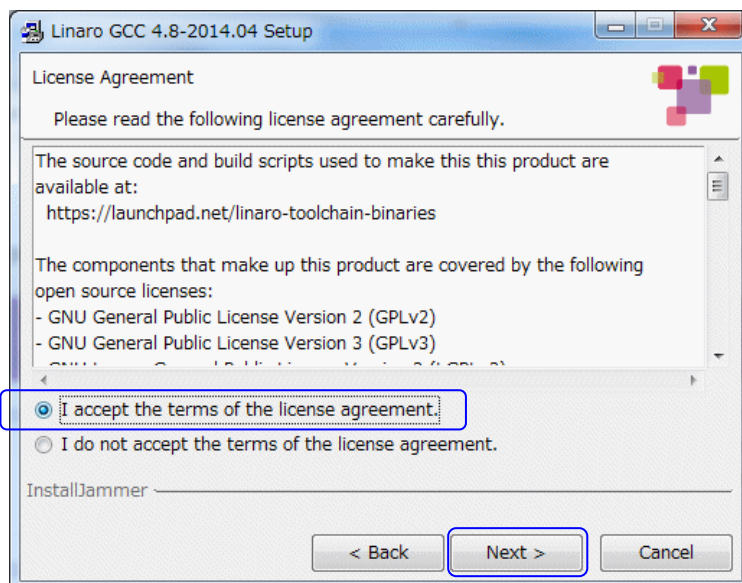 Linaro GCC 4.8-2014.04 Setup
License Agreement
Please read the following license agreement carefully.
The source code and build scripts used to make this this product are
available at:
https://launchpad.net/linaro-toolchain-binaries
The components that make up this product are covered by the following
open source licenses:
- GNU General Public License Version 2 (GPLv2)
- GNU General Public License Version 3 (GPLv3)
I accept the terms of the license agreement.
I do not accept the terms of the license agreement.
InstallJammer
< Back
Next >
Cancel